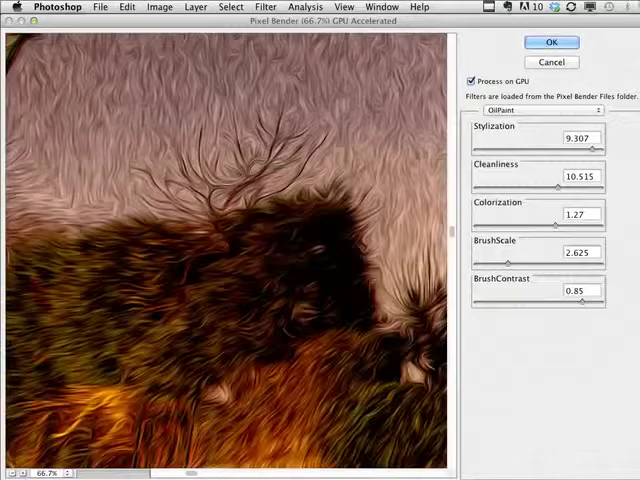 Photoshop File Edit Image Layer Select Filter Analysis View Window Help 10
Pixel Bender (66.7%) GPU Accelerated
OK
Cancel
Process on GPU
Filters are loaded from the Pixel Bender Files folder.
OilPaint
Stylization
9.307
Cleanliness
10.515
Colorization
1.27
BrushScale
2.625
BrushContrast
0.85
66.7%